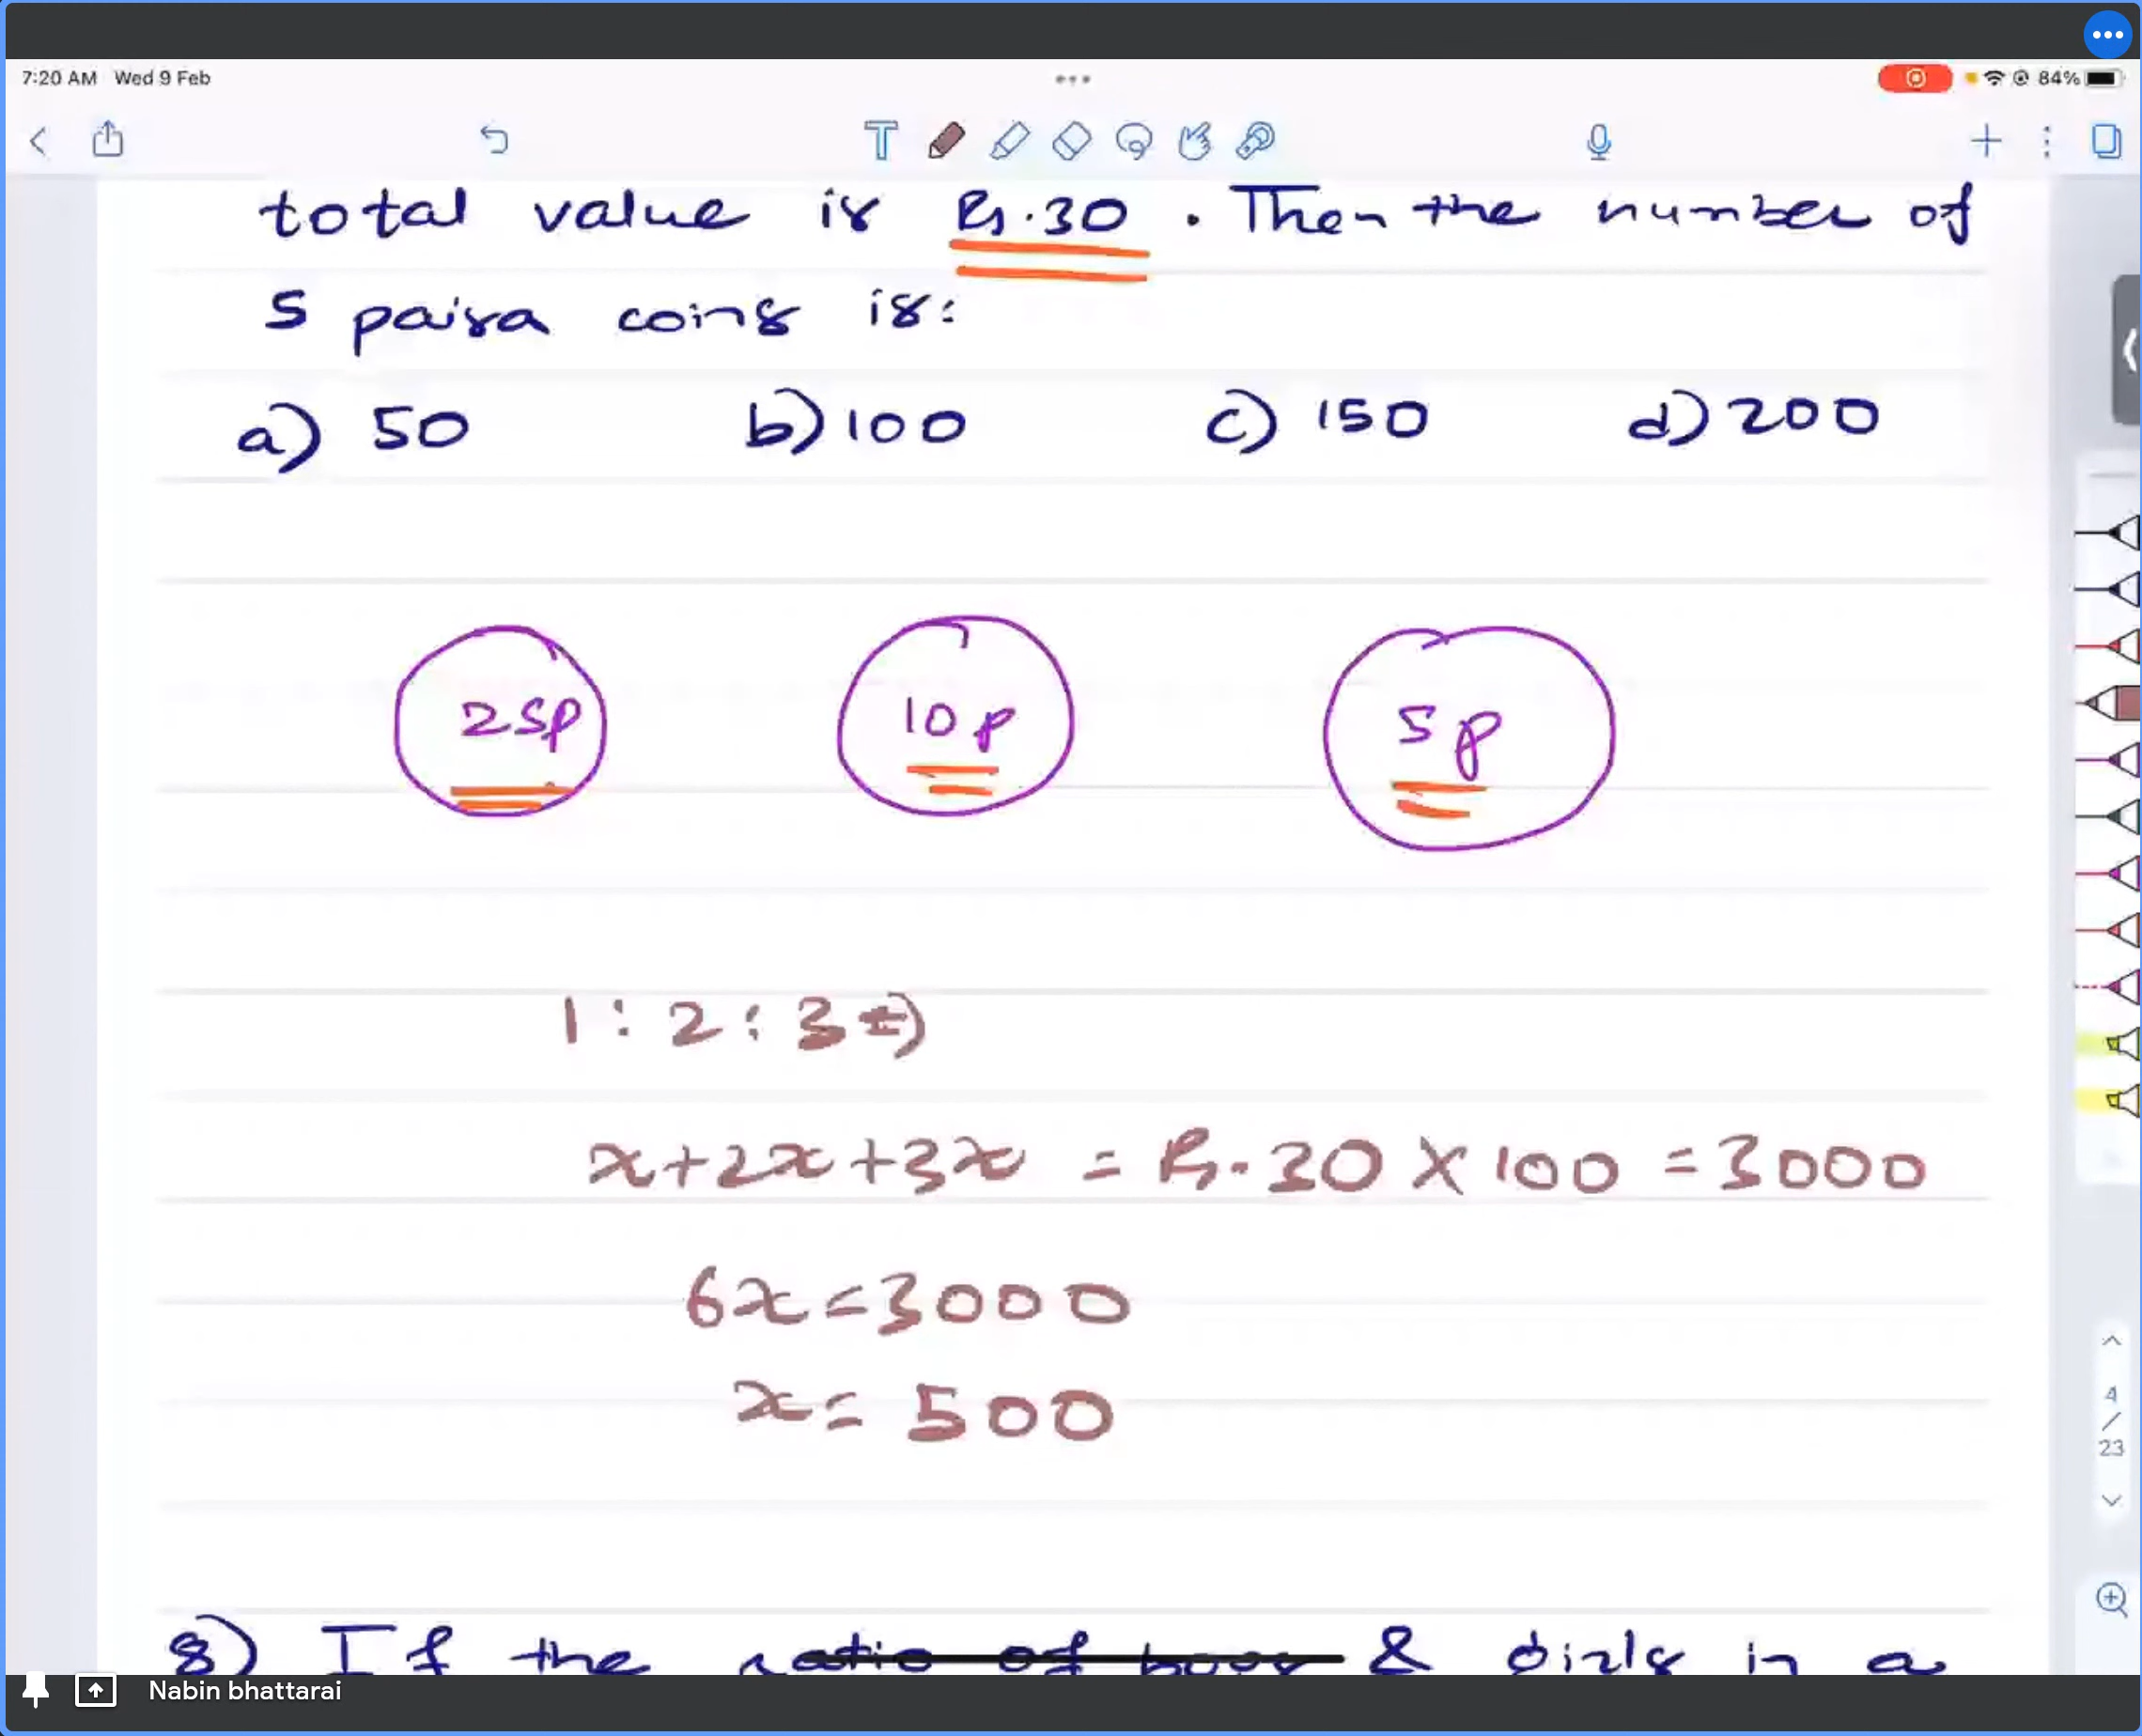 7:20 AM Wed 9 Feb
84%
T
total value is Rs.30. Then the number of
5 paisa coins is:
a) 50 b) 100 c) 150 d) 200
25p 10p 5p
1 : 2 : 3 =)
x+2x+3x = Rs.30 X 100 = 3000
6x=3000
x= 500
4
/
23
8) If the ratio of boys & girls in a
Nabin bhattarai